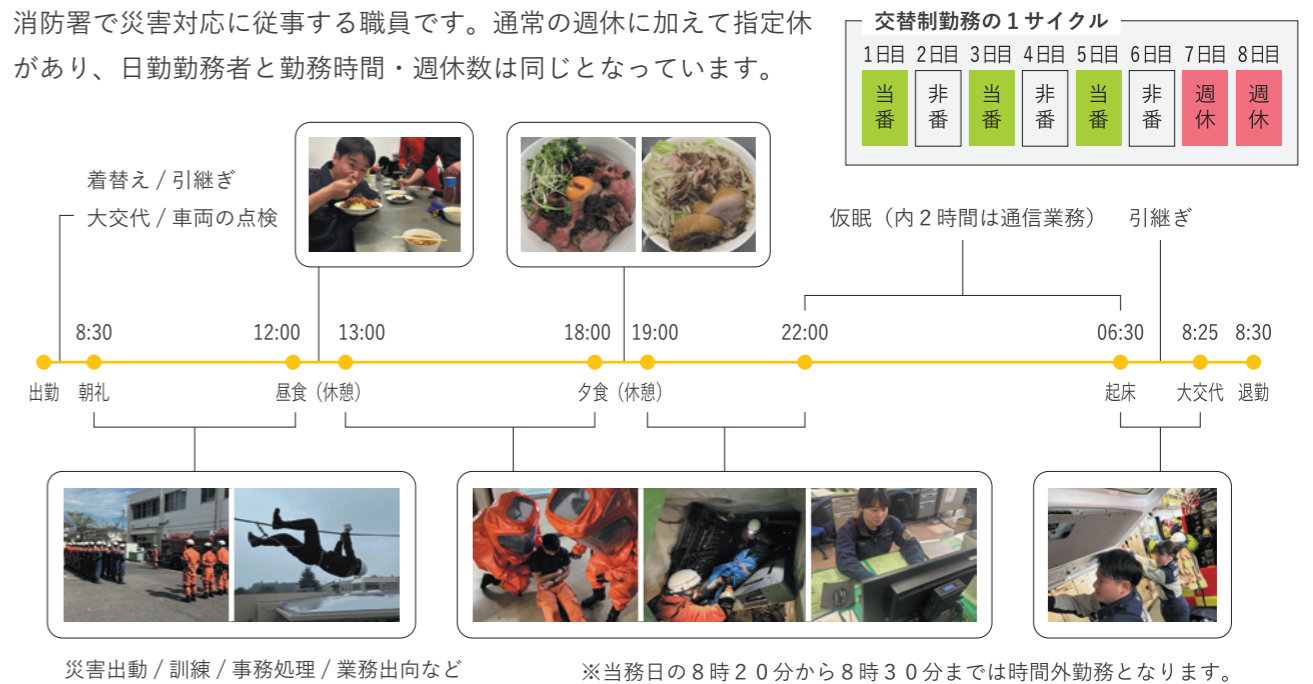 消防署で災害対応に従事する職員です。通常の週休に加えて指定休
があり、日勤勤務者と勤務時間・週休数は同じとなっています。
交替制勤務の１サイクル
1日目 2日目 3日目 4日目 5日目 6日目 7日目 8日目
当番 非番 当番 非番 当番 非番 週休 週休
着替え / 引継ぎ
大交代 / 車両の点検
仮眠（内２時間は通信業務） 引継ぎ
8:30 12:00 13:00 18:00 19:00 22:00 06:30 8:25 8:30
出勤 朝礼 昼食（休憩） 夕食（休憩） 起床 大交代 退勤
災害出動 / 訓練 / 事務処理 / 業務出向など
※当務日の８時２０分から８時３０分までは時間外勤務となります。